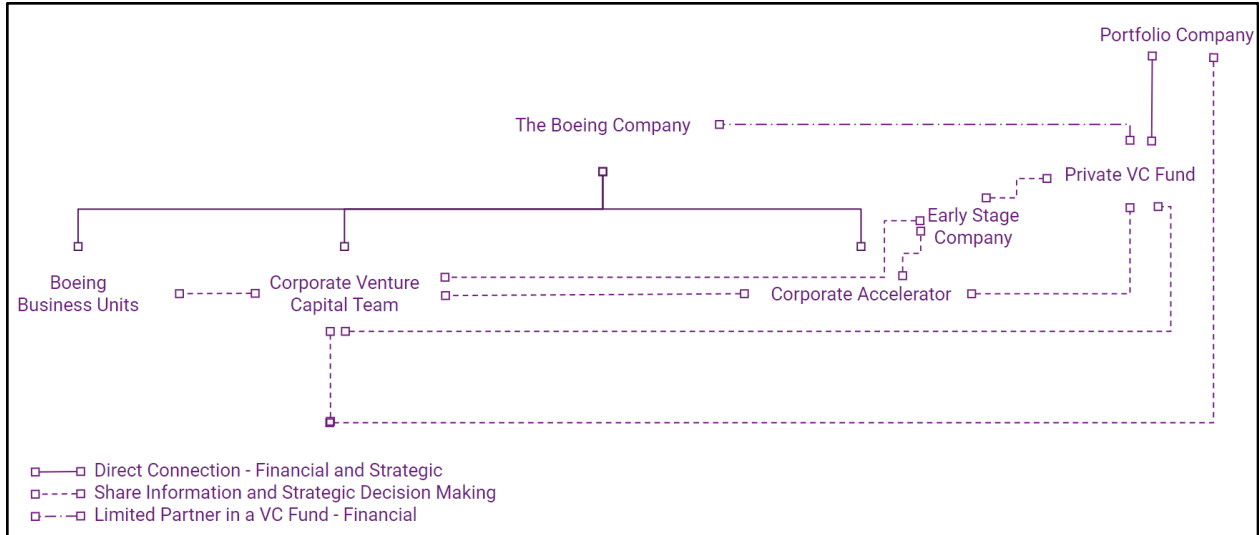 Portfolio Company
The Boeing Company
Private VC Fund
Early Stage
Company
Boeing
Business Units
Corporate Venture
Capital Team
Corporate Accelerator
Direct Connection - Financial and Strategic
Share Information and Strategic Decision Making
Limited Partner in a VC Fund - Financial